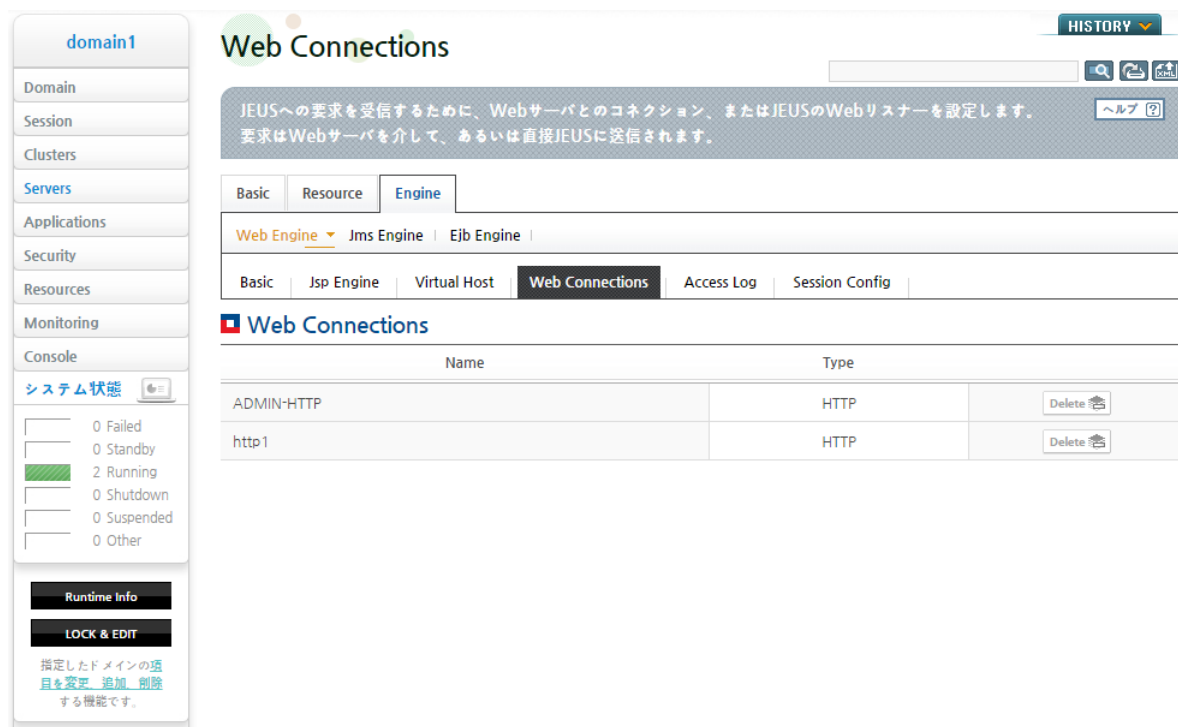 domain1
Domain
Session
Clusters
Servers
Applications
Security
Resources
Monitoring
Console
システム状態
0 Failed
0 Standby
2 Running
0 Shutdown
0 Suspended
0 Other
Runtime Info
LOCK & EDIT
指定したドメインの項
目を変更、追加、削除
する機能です。
HISTORY
Web Connections
XML
JEUSへの要求を受信するために、Webサーバとのコネクション、またはJEUSのWebリスナーを設定します。
要求はWebサーバを介して、あるいは直接JEUSに送信されます。
ヘルプ ?
Basic Resource Engine
Web Engine Jms Engine Ejb Engine
Basic Jsp Engine Virtual Host Web Connections Access Log Session Config
Web Connections
Name Type
ADMIN-HTTP HTTP Delete
http1 HTTP Delete